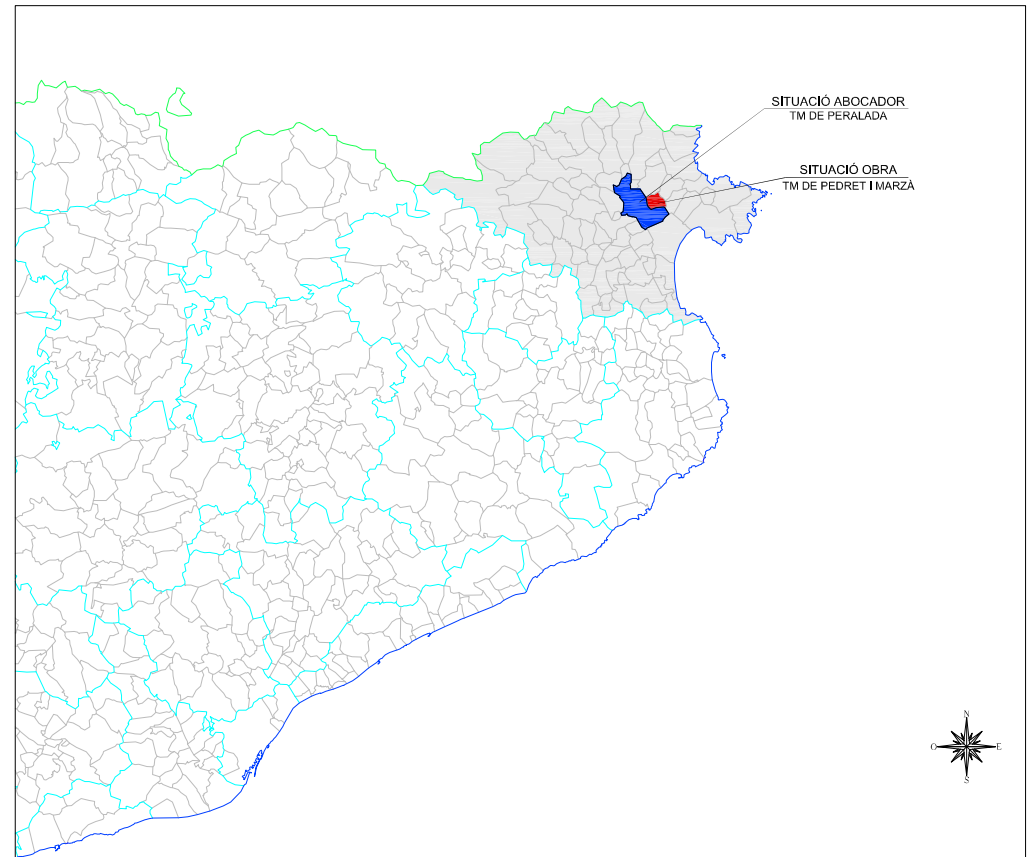 SITUACIÓ ABOCADOR
TM DE PERALADA
SITUACIÓ OBRA
TM DE PEDRET I MARZÀ
N
O
E
S